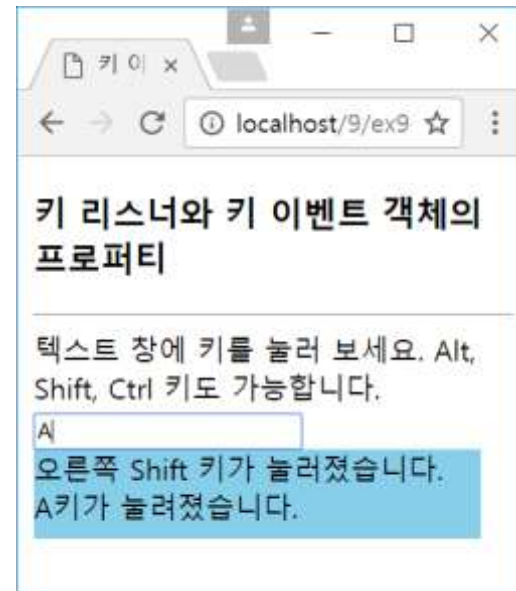 키 이
localhost/9/ex9
키 리스너와 키 이벤트 객체의
프로퍼티
텍스트 창에 키를 눌러 보세요. Alt,
Shift, Ctrl 키도 가능합니다.
A
오른쪽 Shift 키가 눌러졌습니다.
A키가 눌려졌습니다.